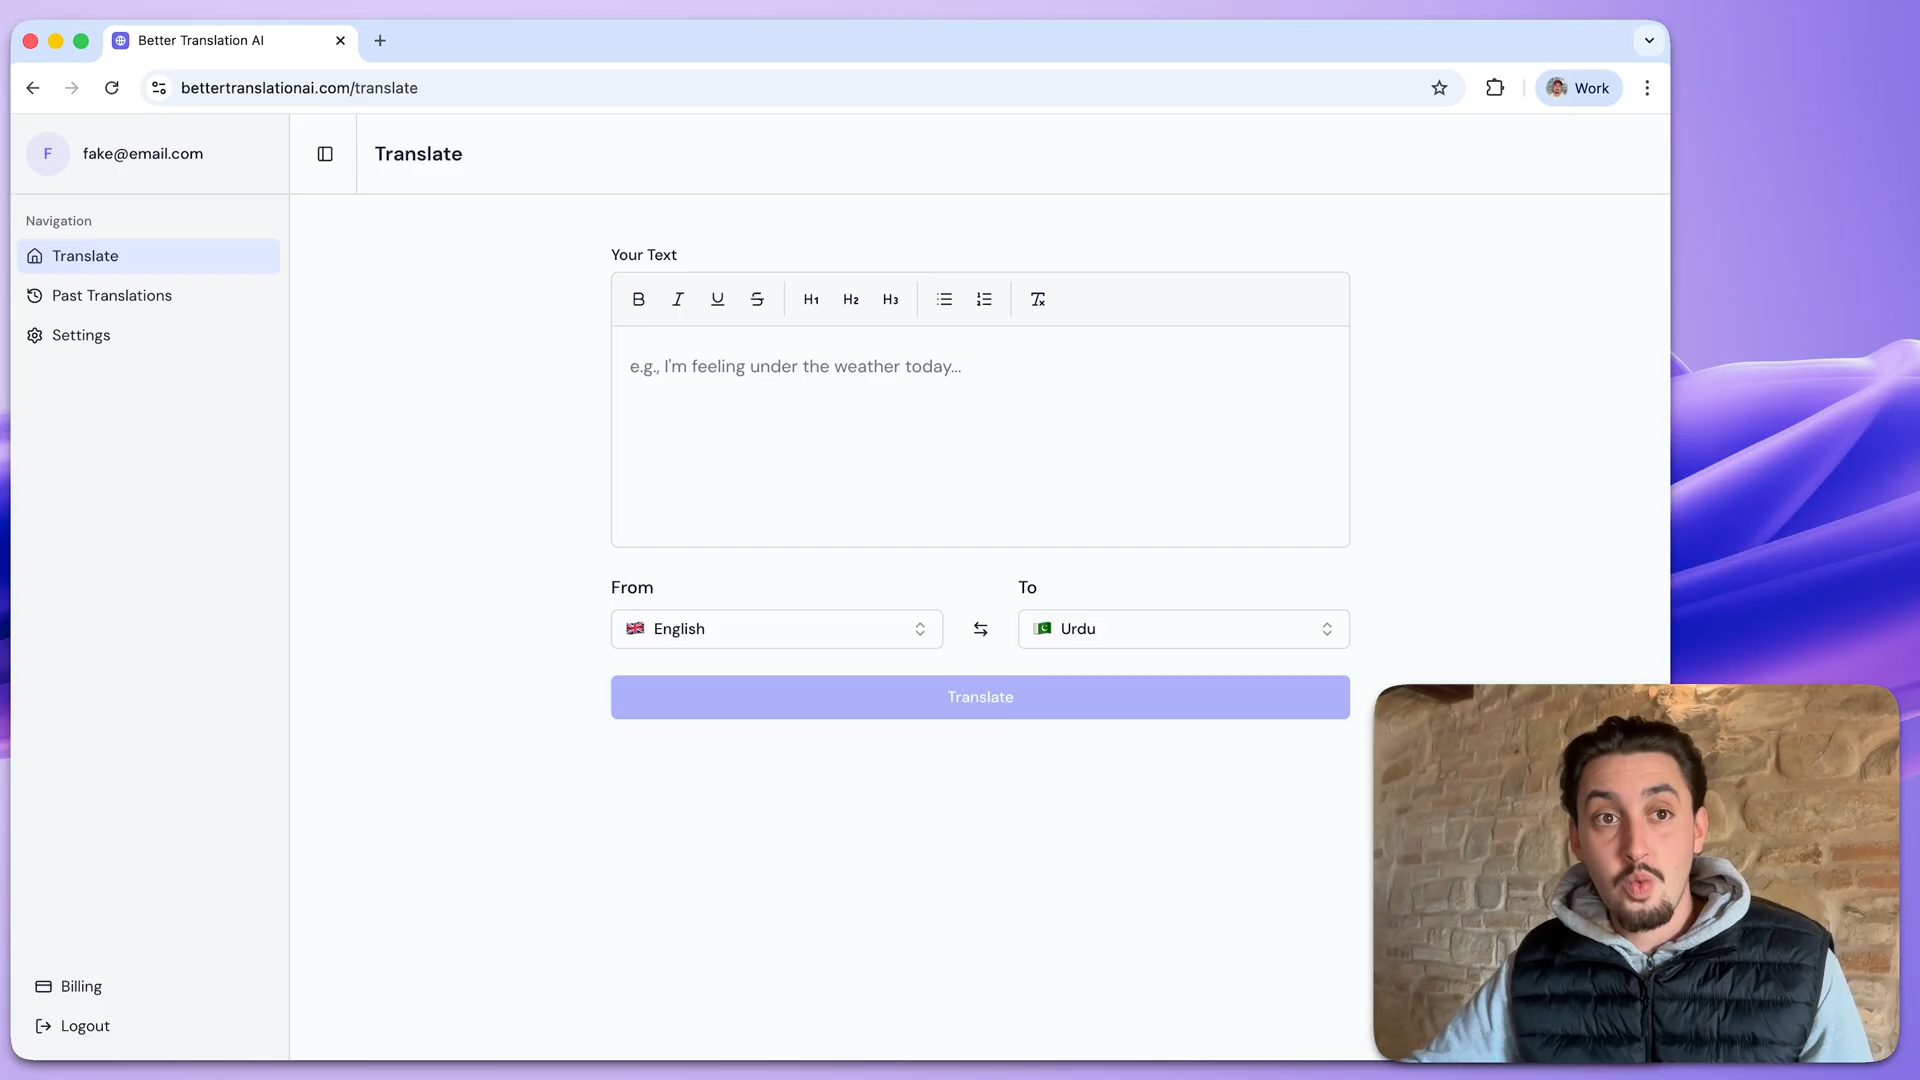 Better Translation AI
bettertranslationai.com/translate
Work
F
fake@email.com
Translate
Navigation
Translate
Past Translations
Settings
Your Text
B I U S H1 H2 H3
e.g., I'm feeling under the weather today...
From
To
English
Urdu
Translate
Billing
Logout